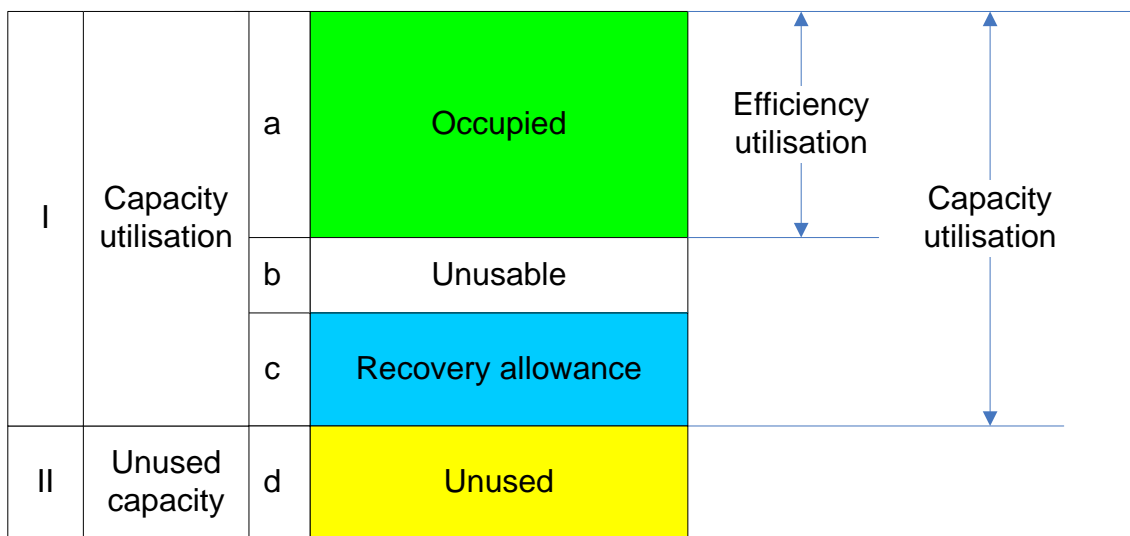 I
Capacity
utilisation
a
Occupied
Efficiency
utilisation
Capacity
utilisation
b
Unusable
c
Recovery allowance
II
Unused
capacity
d
Unused